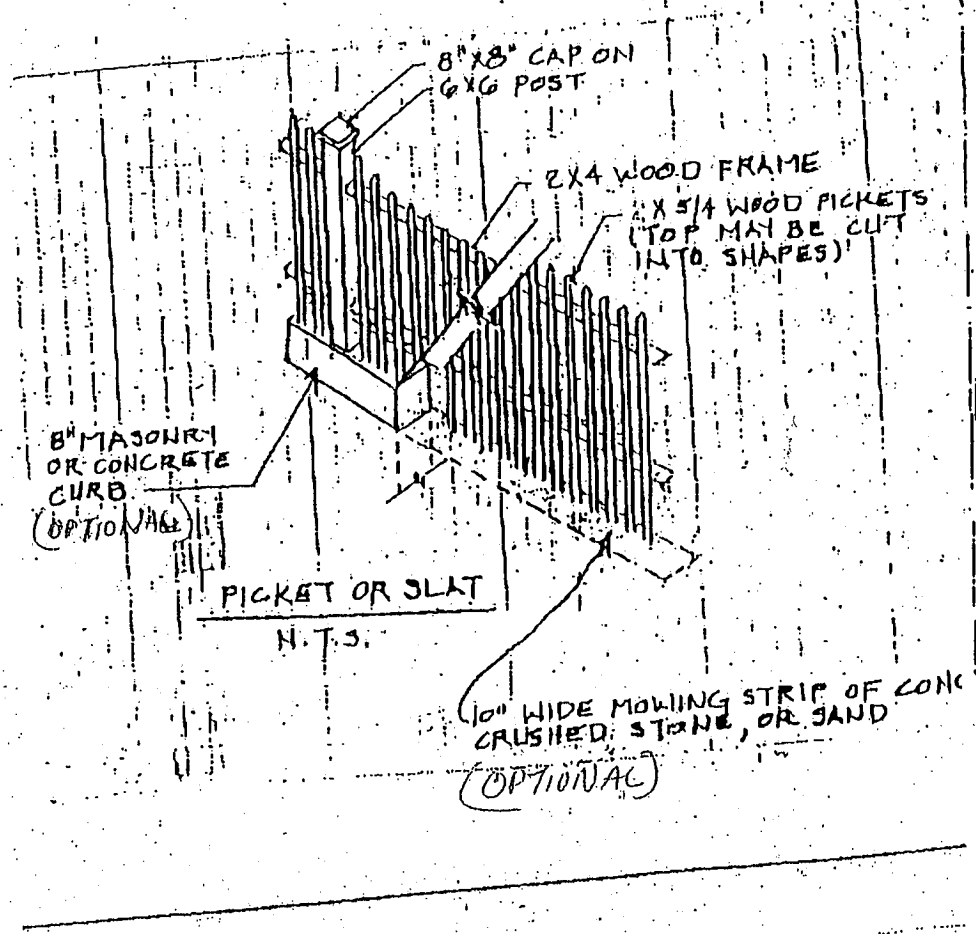 8"X8" CAP ON
6X6 POST
2X4 WOOD FRAME
X 5/4 WOOD PICKETS
(TOP MAY BE CUT
INTO SHAPES)
8" MASONRY
OR CONCRETE
CURB
(OPTIONAL)
PICKET OR SLAT
N.T.S.
10" WIDE MOWING STRIP OF CONC
CRUSHED STONE, OR SAND
(OPTIONAL)